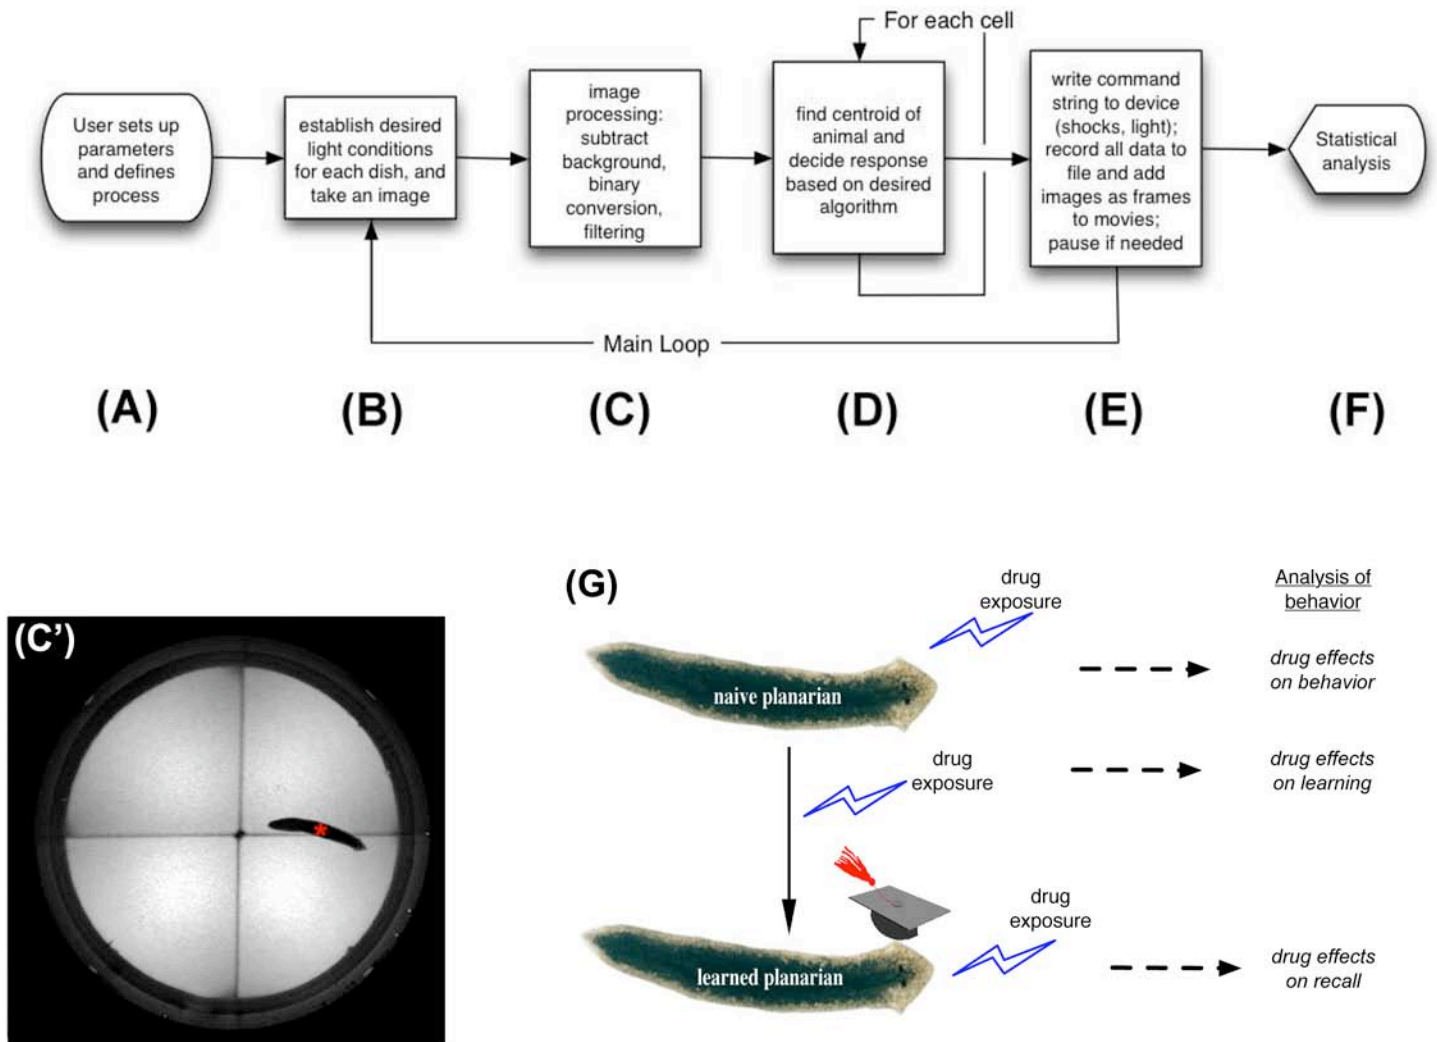 For each cell
User sets up
parameters
and defines
process
establish desired
light conditions
for each dish, and
take an image
image
processing:
subtract
background,
binary
conversion,
filtering
find centroid of
animal and
decide response
based on desired
algorithm
write command
string to device
(shocks, light);
record all data to
file and add
images as frames
to movies;
pause if needed
Statistical
analysis
Main Loop
(A)
(B)
(C)
(D)
(E)
(F)
(C’)
*
(G)
drug
exposure
Analysis of
behavior
naive planarian
drug effects
on behavior
drug
exposure
drug effects
on learning
drug
exposure
learned planarian
drug effects
on recall